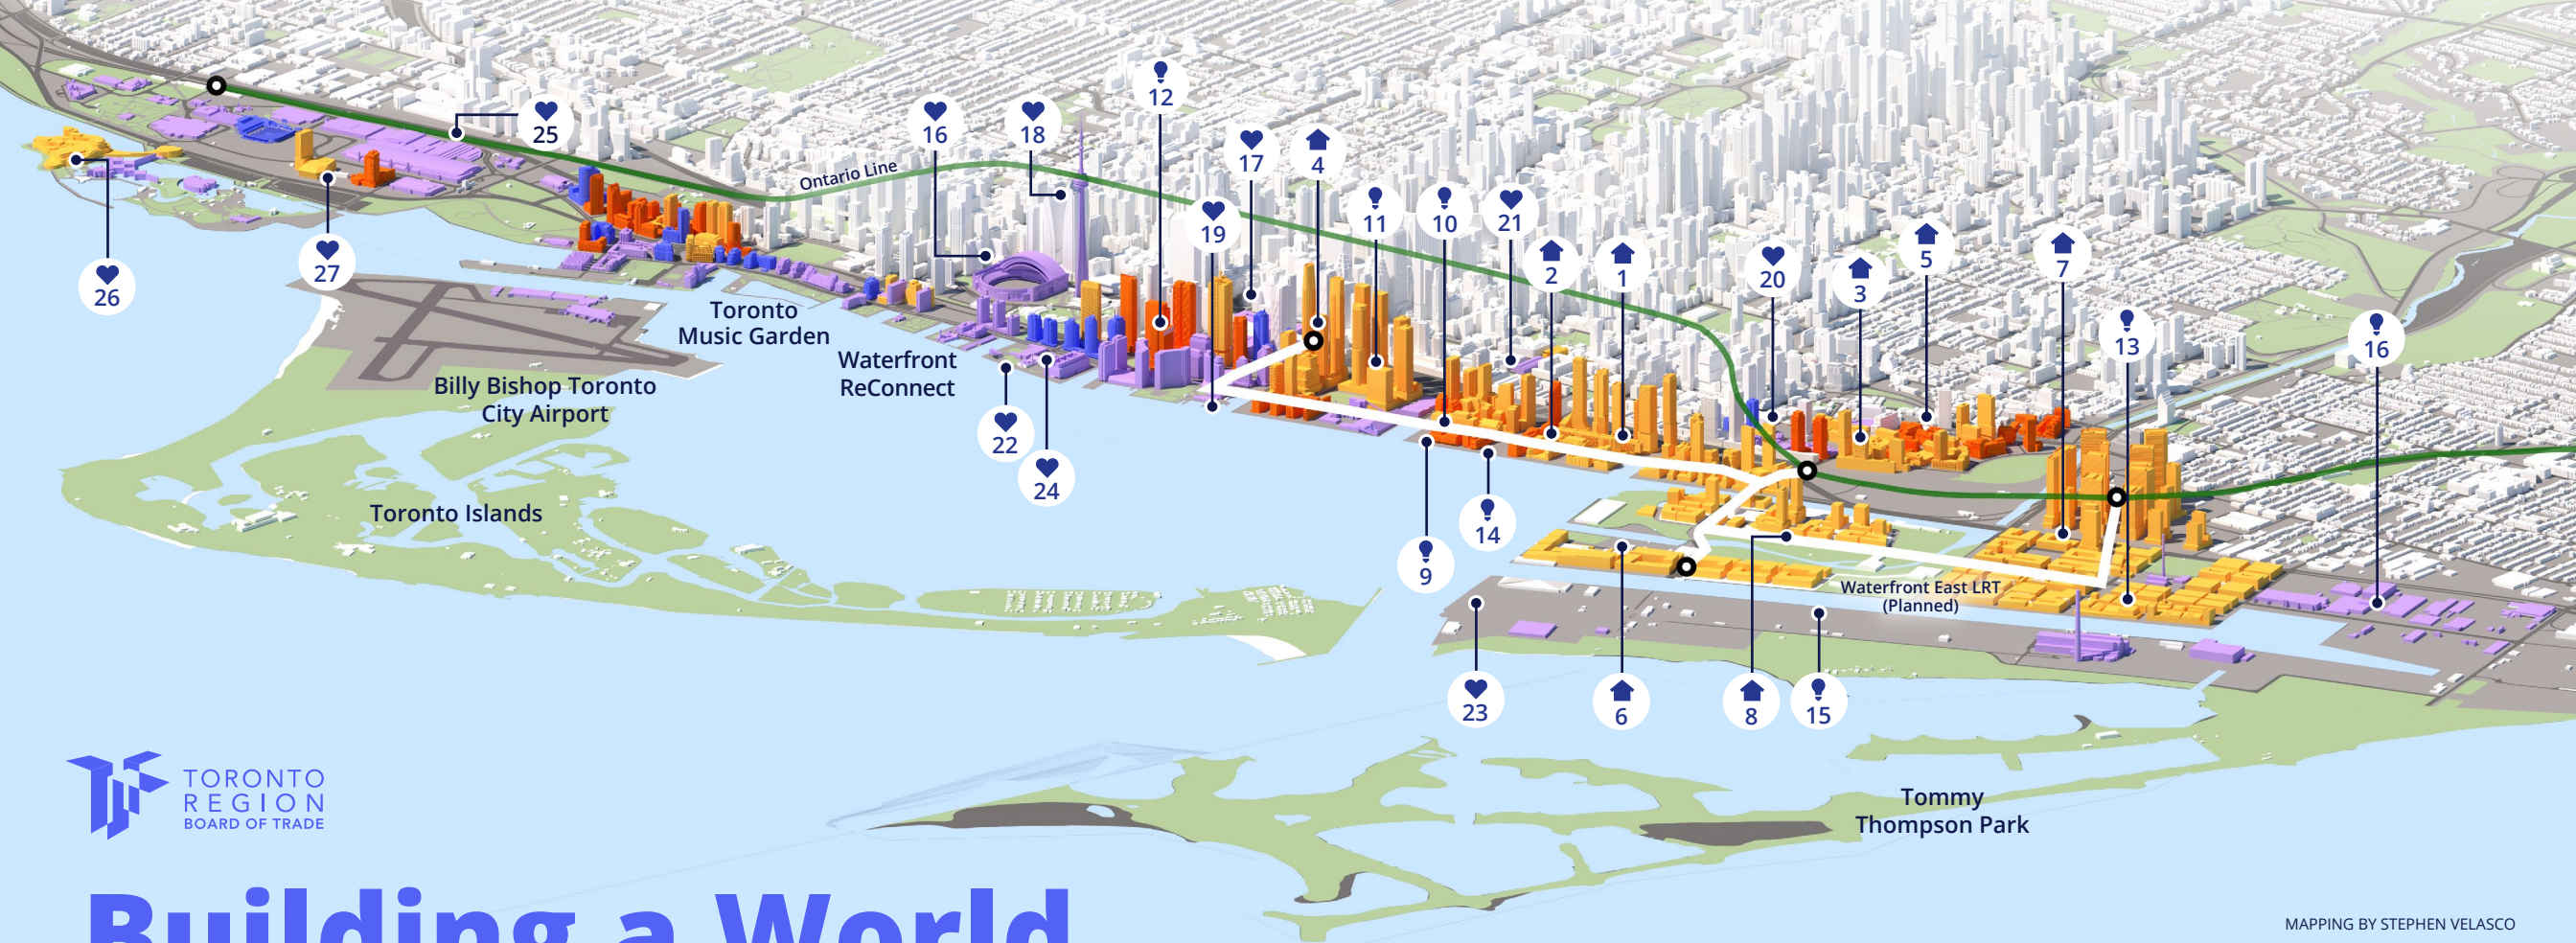 12
25
16
18
17
4
Ontario Line
19
11
10
21
2
1
20
3
5
7
26
27
13
16
Toronto
Music Garden
Waterfront
ReConnect
Billy Bishop Toronto
City Airport
22
24
Toronto Islands
14
9
Waterfront East LRT
(Planned)
23
6
8
15
TORONTO
REGION
BOARD OF TRADE
Tommy
Thompson Park
Building a World
MAPPING BY STEPHEN VELASCO